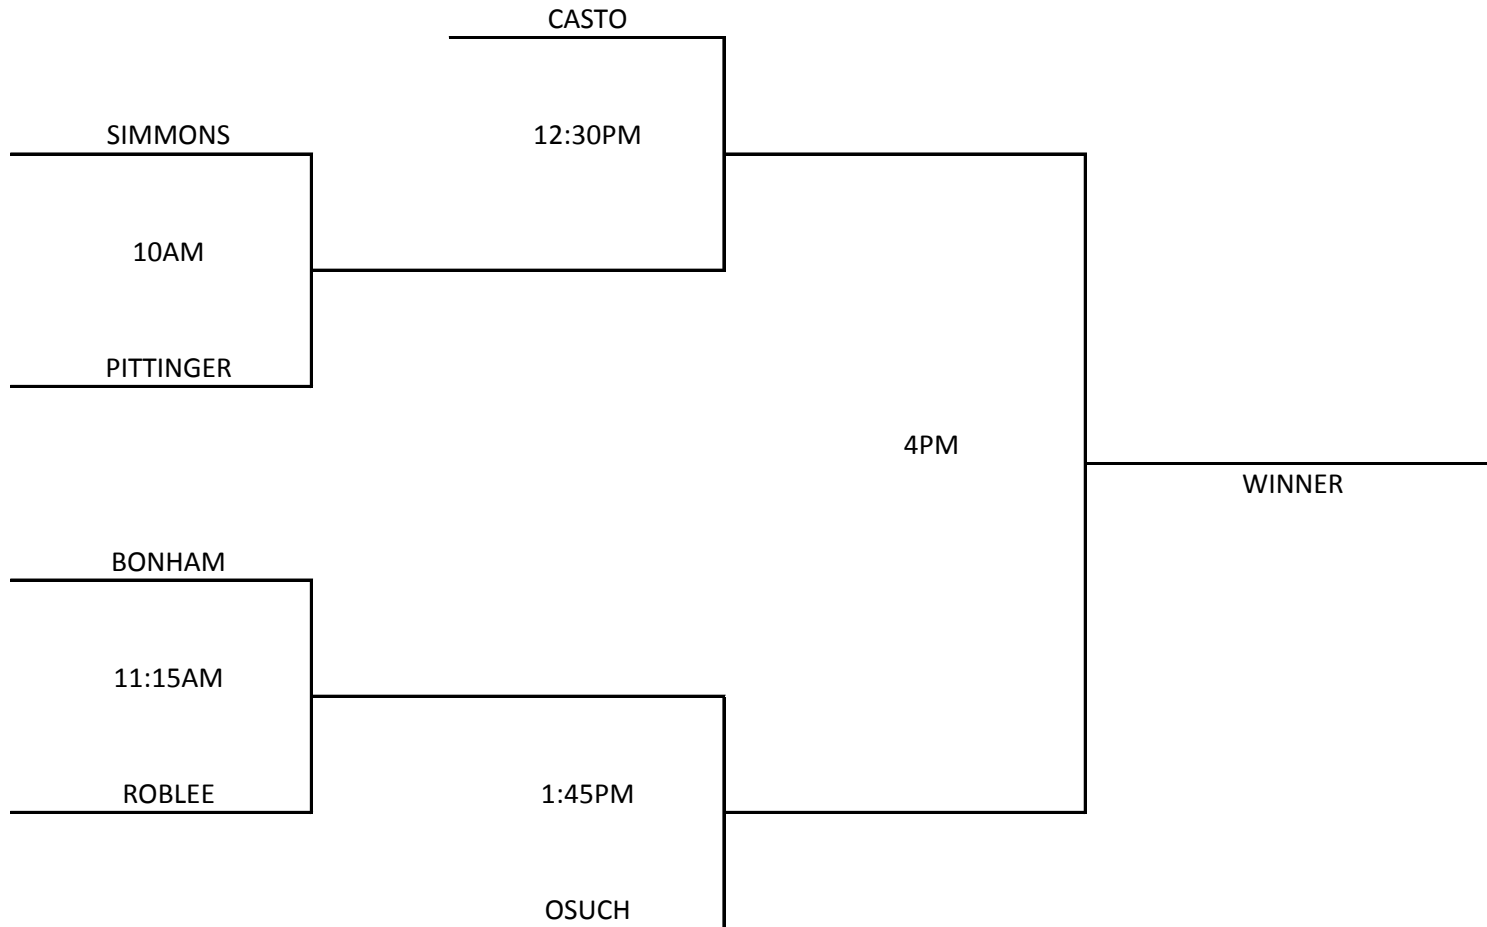 CASTO
SIMMONS
12:30PM
10AM
PITTINGER
4PM
WINNER
BONHAM
11:15AM
ROBLEE
1:45PM
OSUCH